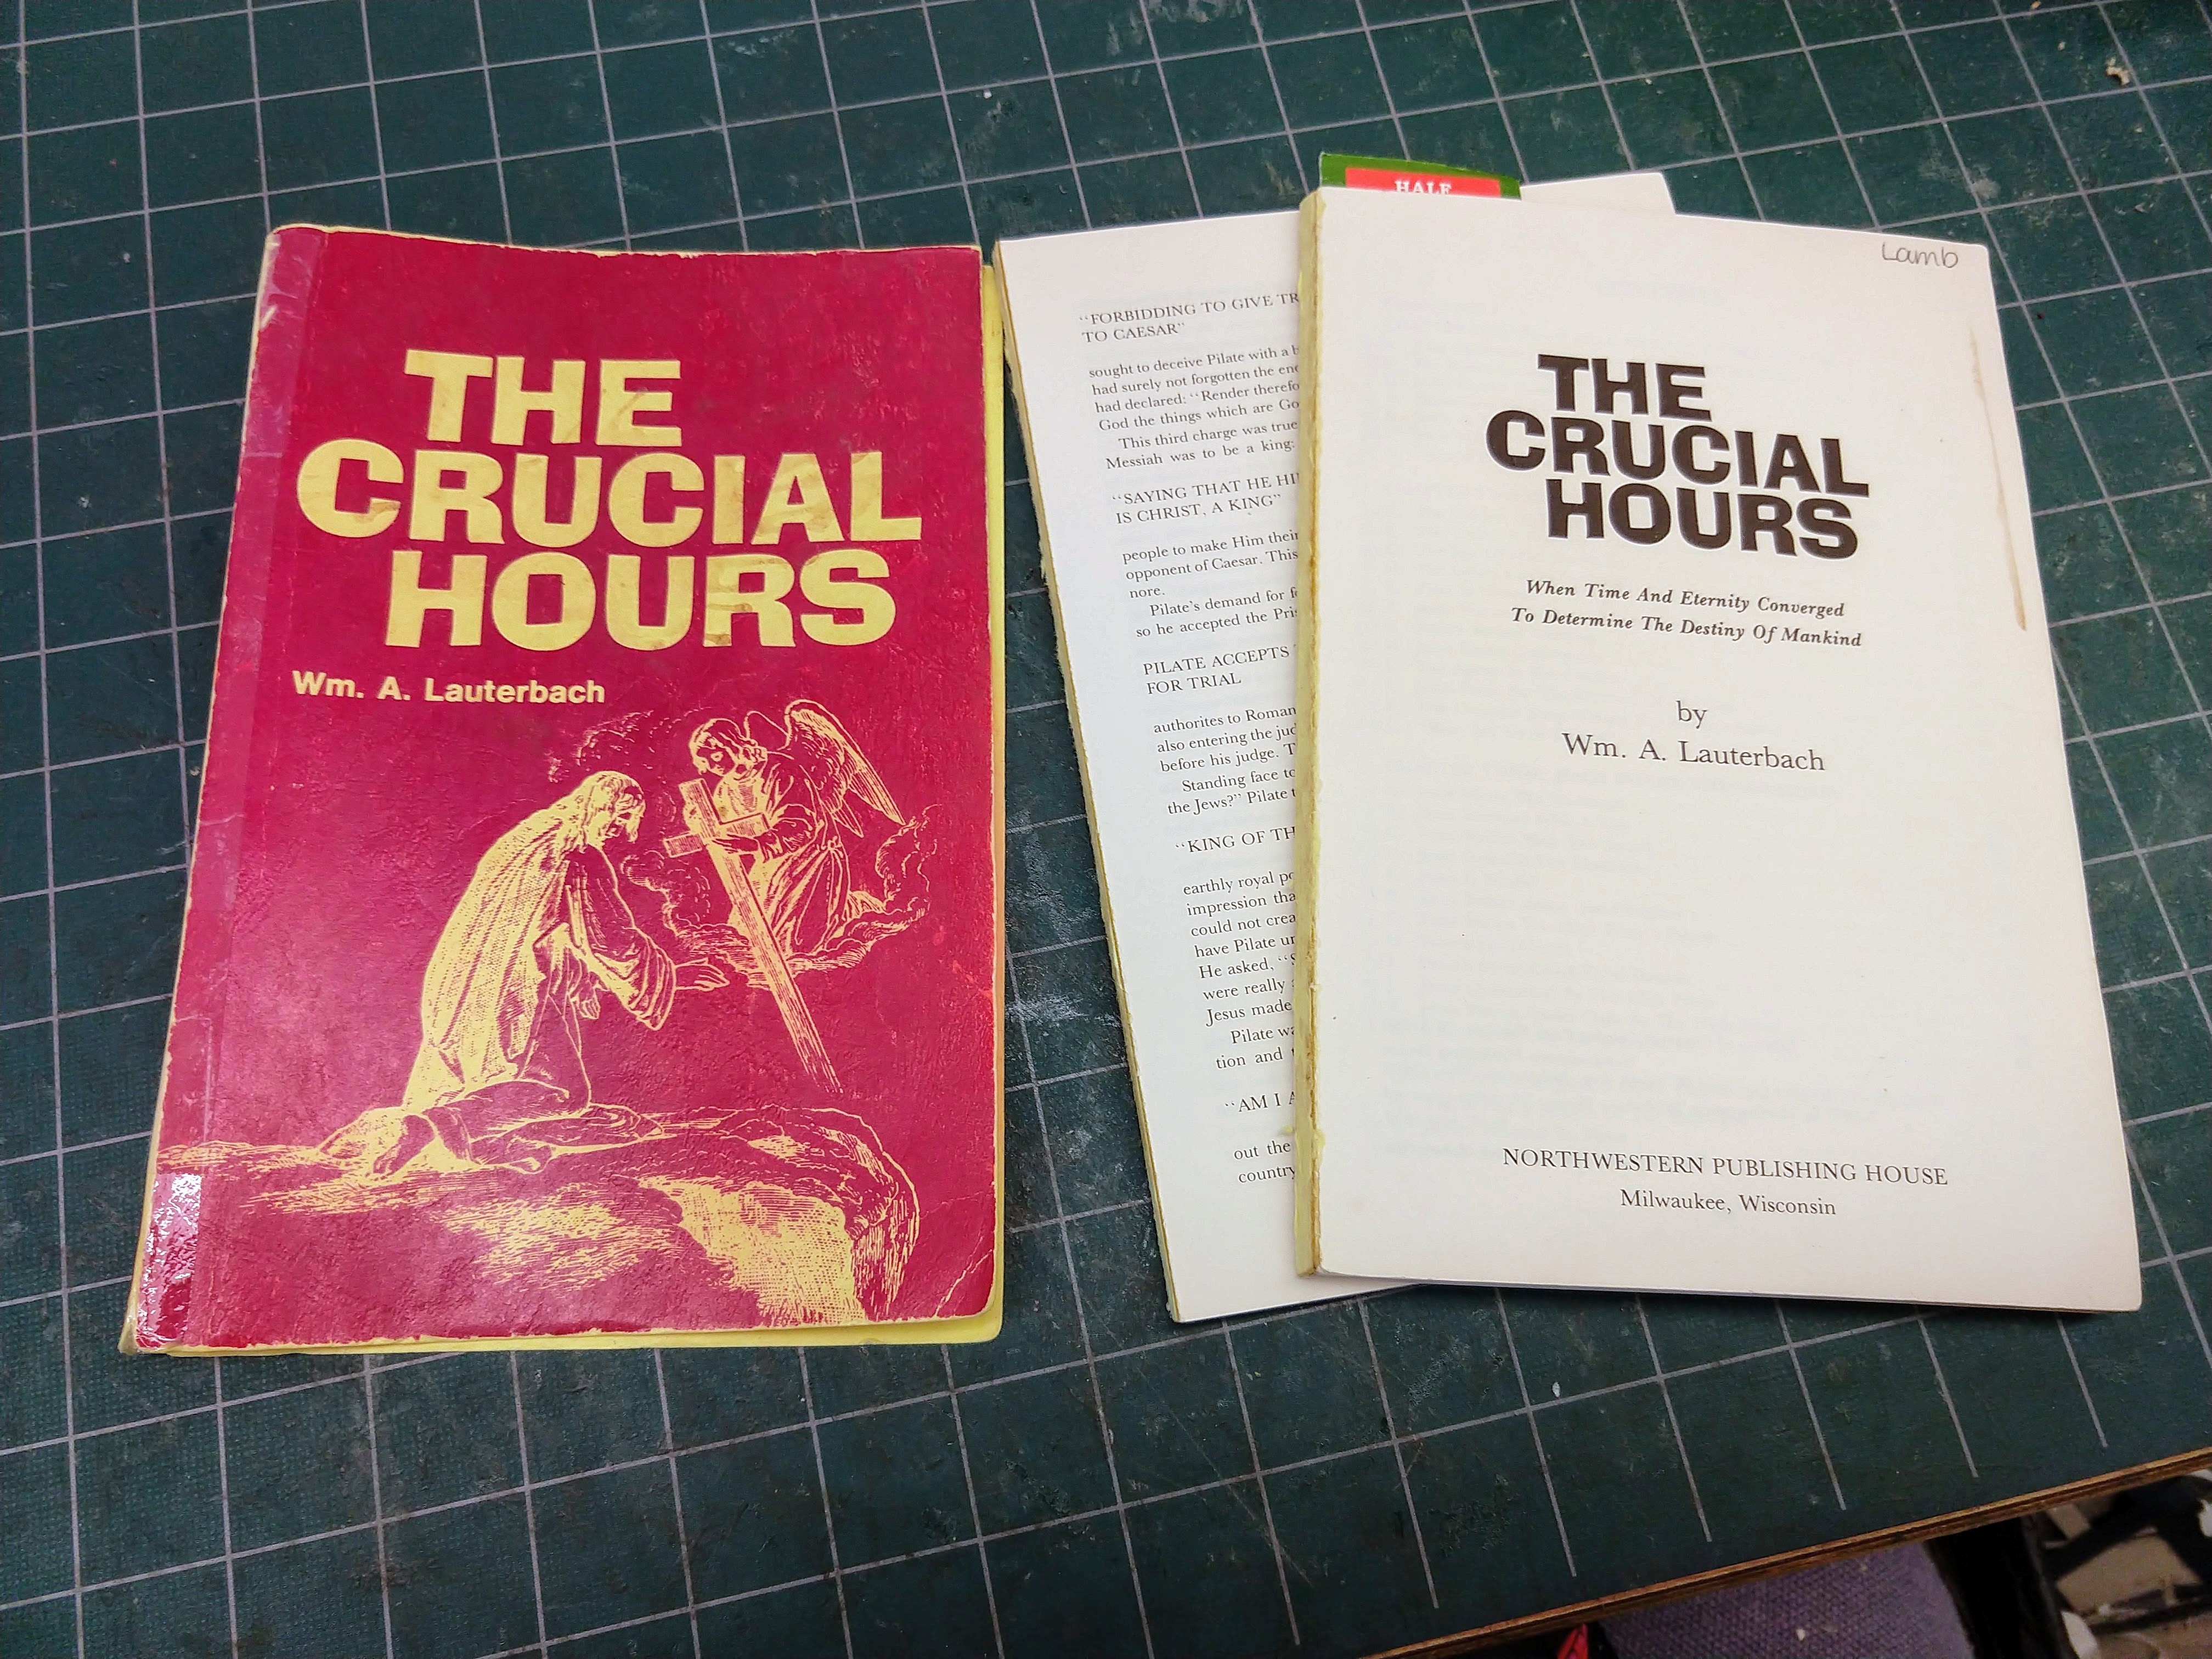 THE
CRUCIAL
HOURS
Wm. A. Lauterbach
"FORBIDDING TO GIVE TR
TO CAESAR"
sought to deceive Pilate with a b
had surely not forgotten the en
had declared: "Render therefo
God the things which are Go
This third charge was true
Messiah was to be a king:
"SAYING THAT HE HI
IS CHRIST, A KING"
people to make Him their
opponent of Caesar. This
nore.
Pilate's demand for f
so he accepted the Pris
PILATE ACCEPTS
FOR TRIAL
authorites to Roman
also entering the jud
before his judge. T
Standing face to
the Jews?" Pilate t
"KING OF TH
earthly royal po
impression tha
could not crea
have Pilate un
He asked, "S
were really
Jesus made
Pilate wa
tion and
"AM I A
out the
country
HALF
Lamb
THE
CRUCIAL
HOURS
When Time And Eternity Converged
To Determine The Destiny Of Mankind
by
Wm. A. Lauterbach
NORTHWESTERN PUBLISHING HOUSE
Milwaukee, Wisconsin